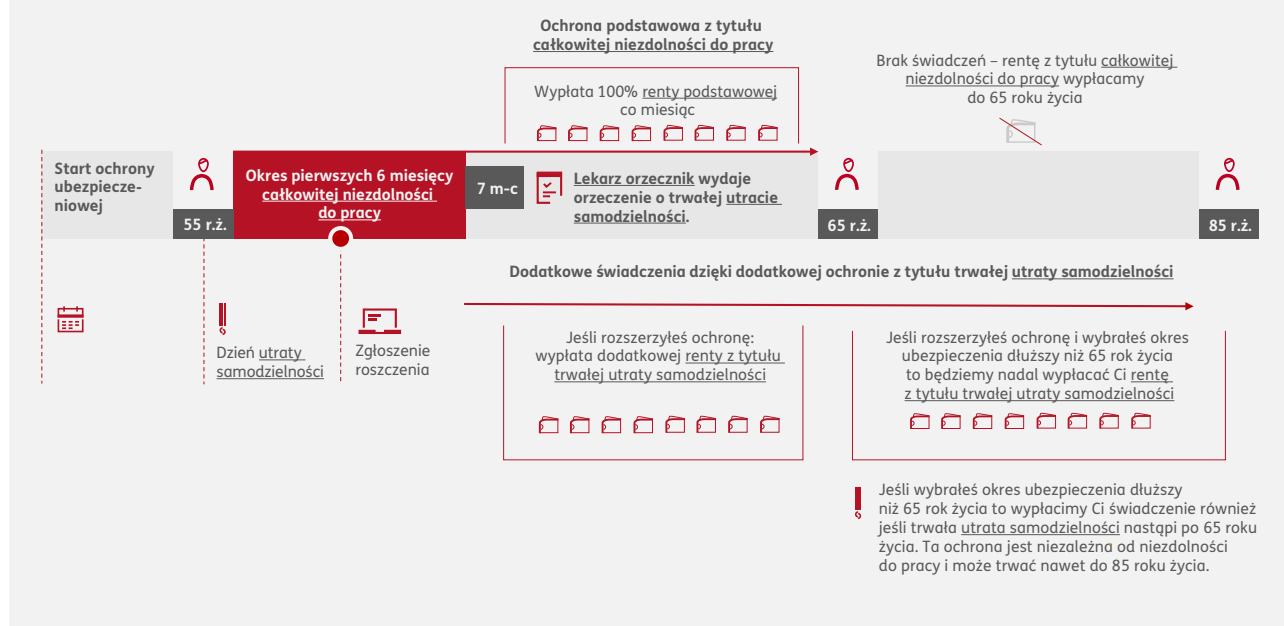 Ochrona podstawowa z tytułu
całkowitej niezdolności do pracy
Wypłata 100% renty podstawowej
co miesiąc
Brak świadczeń – rentę z tytułu całkowitej
niezdolności do pracy wypłacamy
do 65 roku życia
Start ochrony
ubezpiecze-
niowej
55 r.ż.
Okres pierwszych 6 miesięcy
całkowitej niezdolności
do pracy
7 m-c
Lekarz orzecznik wydaje
orzeczenie o trwałej utracie
samodzielności.
65 r.ż.
85 r.ż.
Dodatkowe świadczenia dzięki dodatkowej ochronie z tytułu trwałej utraty samodzielności
Dzień utraty
samodzielności
Zgłoszenie
roszczenia
Jeśli rozszerzyłeś ochronę:
wypłata dodatkowej renty z tytułu
trwałej utraty samodzielności
Jeśli rozszerzyłeś ochronę i wybrałeś okres
ubezpieczenia dłuższy niż 65 rok życia
to będziemy nadal wypłacać Ci rentę
z tytułu trwałej utraty samodzielności
Jeśli wybrałeś okres ubezpieczenia dłuższy
niż 65 rok życia to wypłacimy Ci świadczenie również
jeśli trwała utrata samodzielności nastąpi po 65 roku
życia. Ta ochrona jest niezależna od niezdolności
do pracy i może trwać nawet do 85 roku życia.